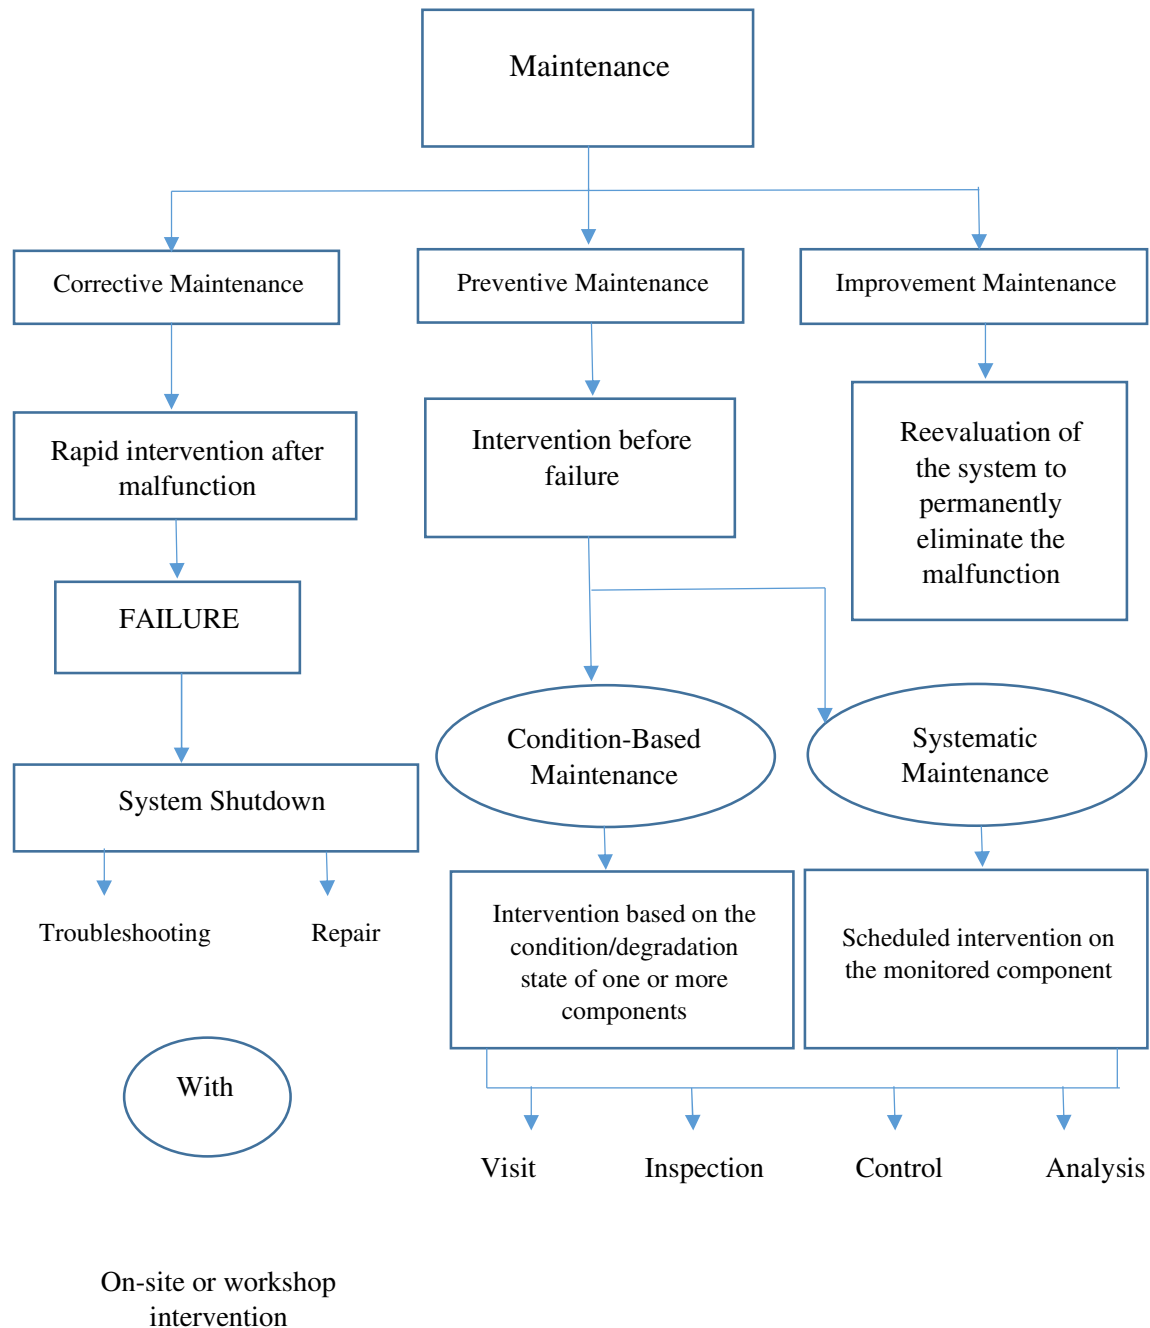 Maintenance
Corrective Maintenance
Preventive Maintenance
Improvement Maintenance
Rapid intervention after
malfunction
Intervention before
failure
Reevaluation of
the system to
permanently
eliminate the
malfunction
FAILURE
Condition-Based
Maintenance
Systematic
Maintenance
System Shutdown
Troubleshooting
Repair
Intervention based on the
condition/degradation
state of one or more
components
Scheduled intervention on
the monitored component
With
Visit
Inspection
Control
Analysis
On-site or workshop
intervention